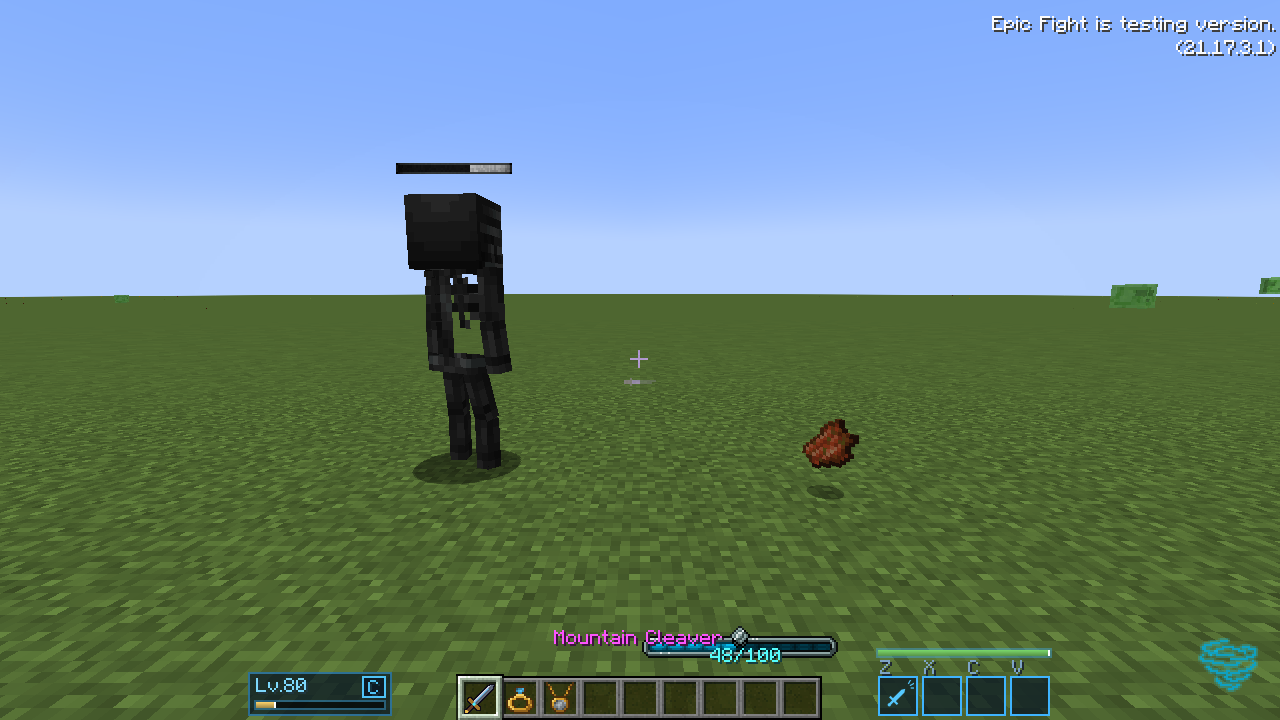 Epic Fight is testing version.
(21.17.3.1)
Mountain Cleaver
48/100
Z X C V
Lv.80 C